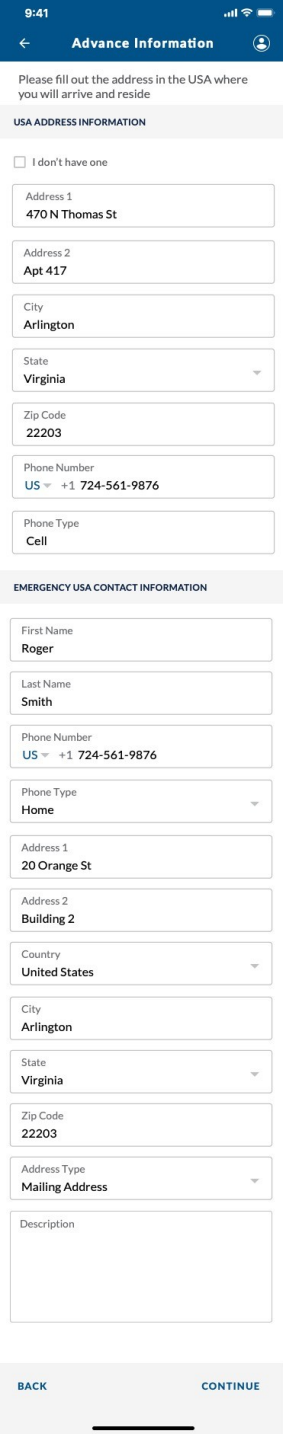 9:41
Advance Information
Please fill out the address in the USA where
you will arrive and reside
USA ADDRESS INFORMATION
I don't have one
Address 1
470 N Thomas St
Address 2
Apt 417
City
Arlington
State
Virginia
Zip Code
22203
Phone Number
US +1 724-561-9876
Phone Type
Cell
EMERGENCY USA CONTACT INFORMATION
First Name
Roger
Last Name
Smith
Phone Number
US +1 724-561-9876
Phone Type
Home
Address 1
20 Orange St
Address 2
Building 2
Country
United States
City
Arlington
State
Virginia
Zip Code
22203
Address Type
Mailing Address
Description
BACK CONTINUE